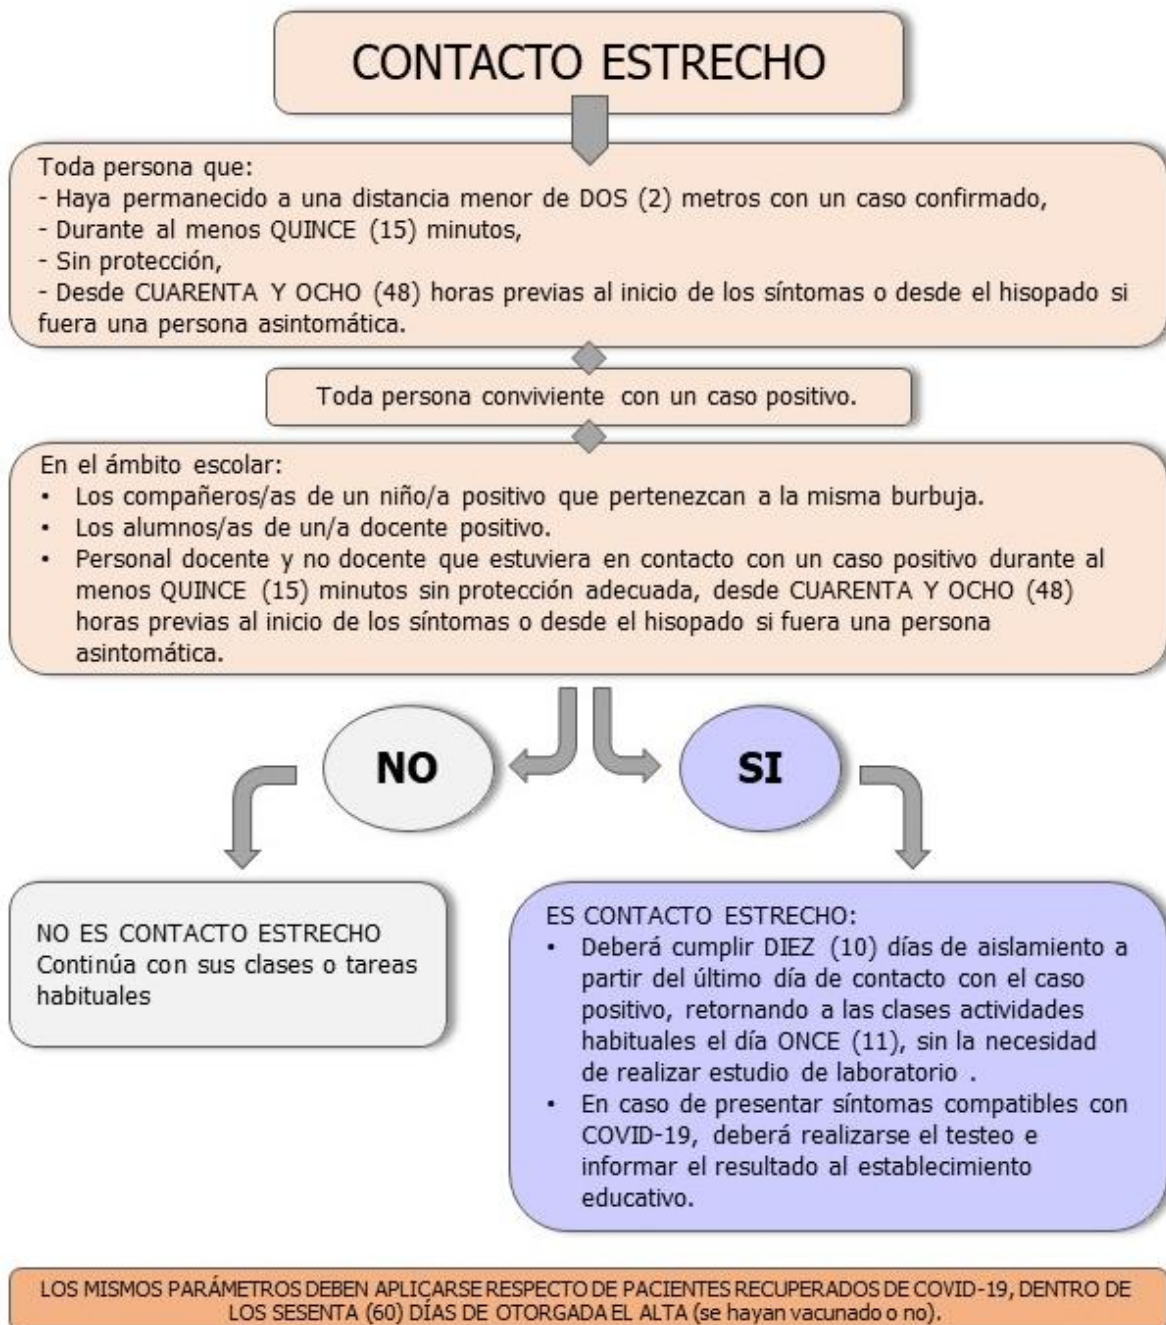 CONTACTO ESTRECHO
Toda persona que:
- Haya permanecido a una distancia menor de DOS (2) metros con un caso confirmado,
- Durante al menos QUINCE (15) minutos,
- Sin protección,
- Desde CUARENTA Y OCHO (48) horas previas al inicio de los síntomas o desde el hisopado si
fuera una persona asintomática.
Toda persona conviviente con un caso positivo.
En el ámbito escolar:
• Los compañeros/as de un niño/a positivo que pertenezcan a la misma burbuja.
• Los alumnos/as de un/a docente positivo.
• Personal docente y no docente que estuviera en contacto con un caso positivo durante al
menos QUINCE (15) minutos sin protección adecuada, desde CUARENTA Y OCHO (48)
horas previas al inicio de los síntomas o desde el hisopado si fuera una persona
asintomática.
NO
SI
NO ES CONTACTO ESTRECHO
Continúa con sus clases o tareas
habituales
ES CONTACTO ESTRECHO:
• Deberá cumplir DIEZ (10) días de aislamiento a
partir del último día de contacto con el caso
positivo, retornando a las clases actividades
habituales el día ONCE (11), sin la necesidad
de realizar estudio de laboratorio .
• En caso de presentar síntomas compatibles con
COVID-19, deberá realizarse el testeo e
informar el resultado al establecimiento
educativo.
LOS MISMOS PARÁMETROS DEBEN APLICARSE RESPECTO DE PACIENTES RECUPERADOS DE COVID-19, DENTRO DE
LOS SESENTA (60) DÍAS DE OTORGADA EL ALTA (se hayan vacunado o no).